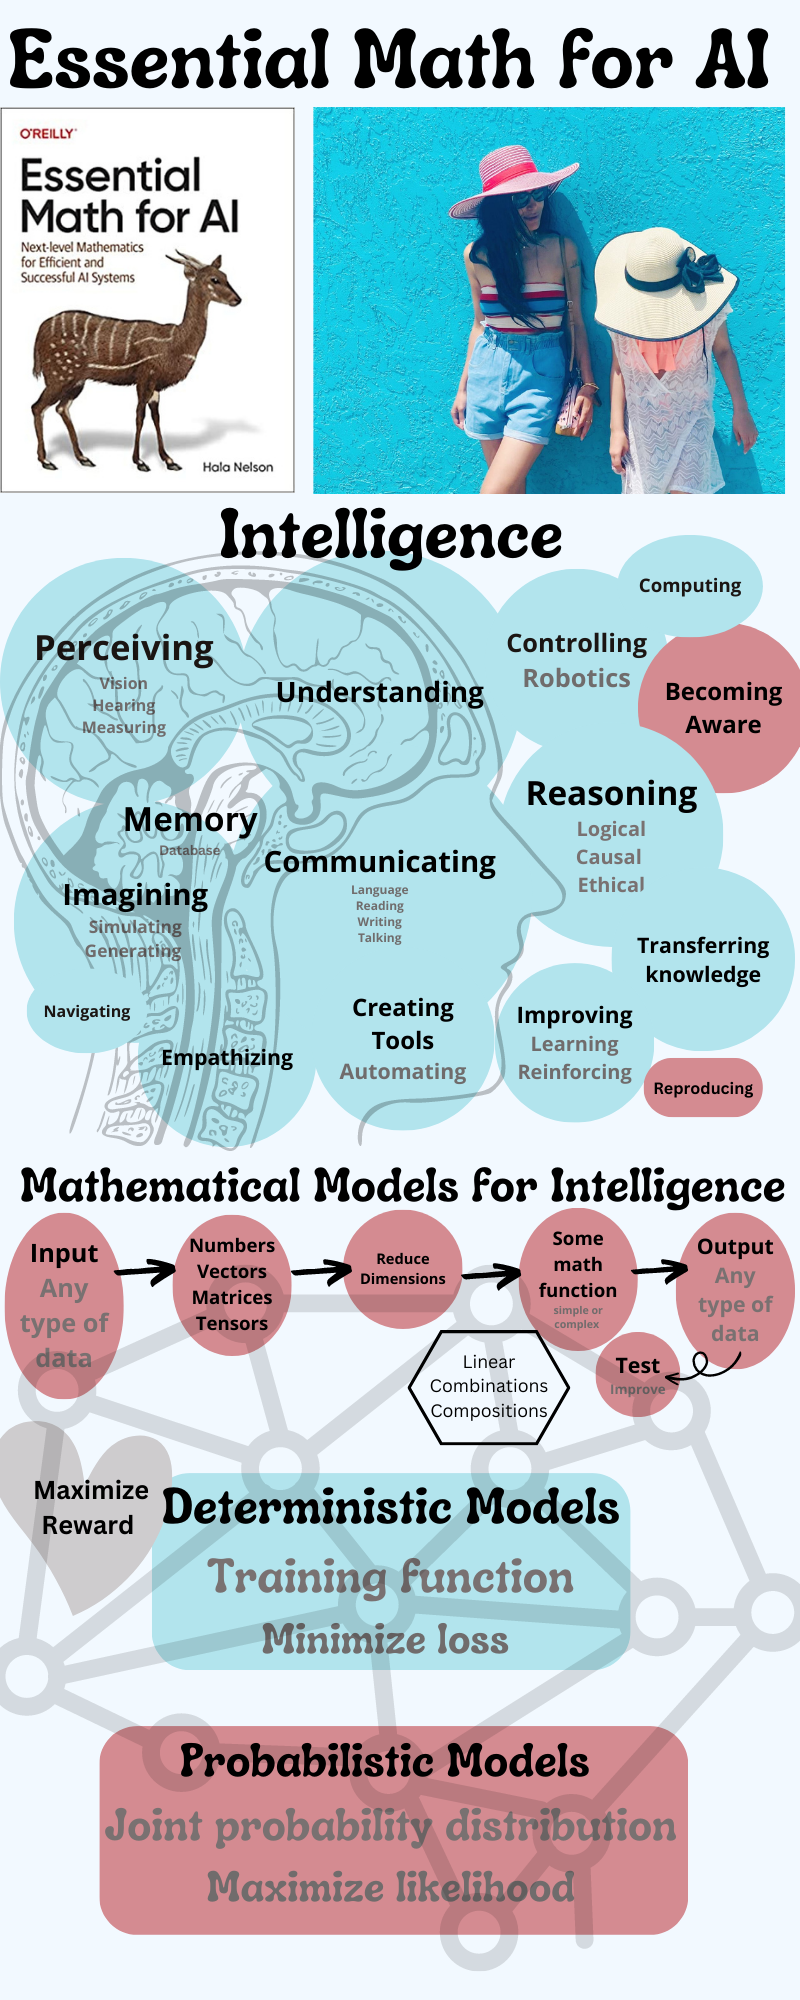 Essential Math for AI
O'REILLY®
Essential
Math for AI
Next-level Mathematics
for Efficient and
Successful AI Systems
Hala Nelson
Intelligence
Computing
Perceiving
Vision
Hearing
Measuring
Understanding
Controlling
Robotics
Becoming
Aware
Memory
Database
Imagining
Simulating
Generating
Communicating
Language
Reading
Writing
Talking
Reasoning
Logical
Causal
Ethical
Transferring
knowledge
Navigating
Empathizing
Creating
Tools
Automating
Improving
Learning
Reinforcing
Reproducing
Mathematical Models for Intelligence
Input
Any
type of
data
Numbers
Vectors
Matrices
Tensors
Reduce
Dimensions
Some
math
function
simple or
complex
Output
Any
type of
data
Linear
Combinations
Compositions
Test
Improve
Maximize
Reward
Deterministic Models
Training function
Minimize loss
Probabilistic Models
Joint probability distribution
Maximize likelihood